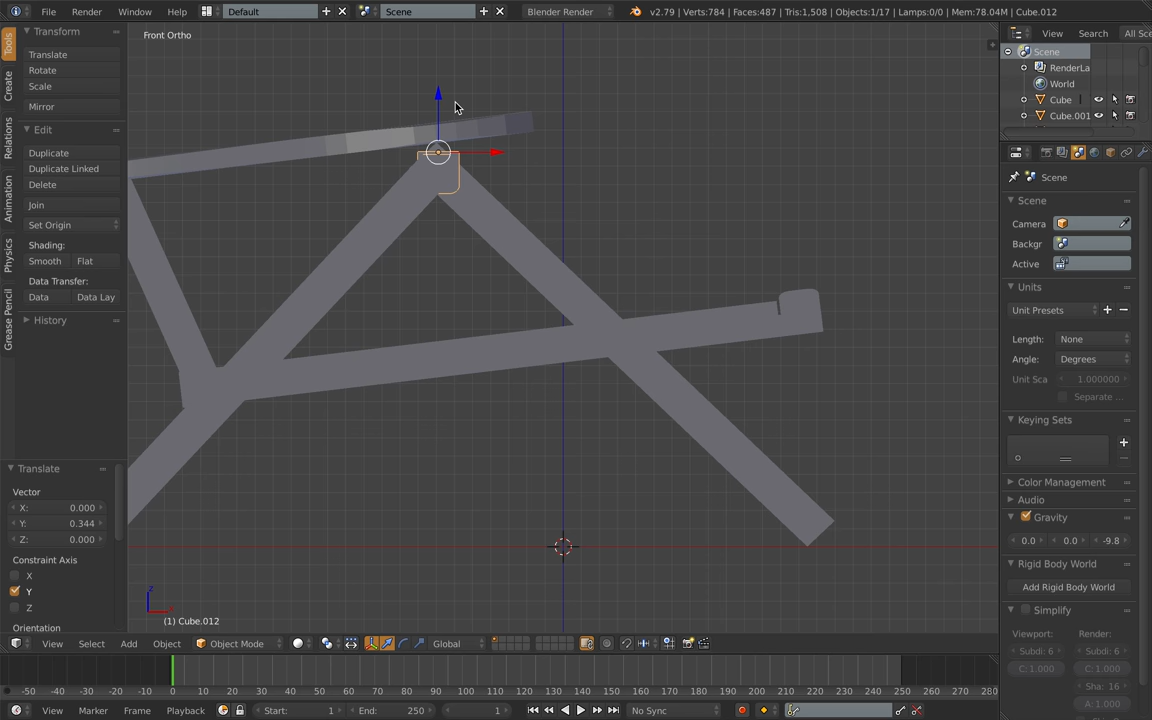 File Render Window Help Default Scene Blender Render v2.79 | Verts:784 | Faces:487 | Tris:1,508 | Objects:1/17 | Lamps:0/0 | Mem:78.04M | Cube.012
Tools
Create
Relations
Animation
Physics
Grease Pencil
Transform
Translate
Rotate
Scale
Mirror
Edit
Duplicate
Duplicate Linked
Delete
Join
Set Origin
Shading:
Smooth Flat
Data Transfer:
Data Data Lay
History
Translate
Vector
X: 0.000
Y: 0.344
Z: 0.000
Constraint Axis
X
Y
Z
Orientation
Front Ortho
z
(1) Cube.012
View Select Add Object Object Mode Global
View Search All Sce
Scene
RenderLa
World
Cube
Cube.001
Scene
Scene
Camera
Backgr
Active
Units
Unit Presets
Length: None
Angle: Degrees
Unit Sca 1.000000
Separate ...
Keying Sets
Color Management
Audio
Gravity
0.0 0.0 -9.8
Rigid Body World
Add Rigid Body World
Simplify
Viewport: Render:
Subdi: 6 Subdi: 6
C: 1.000 C: 1.000
Sha: 16
A: 1.000
-50 -40 -30 -20 -10 0 10 20 30 40 50 60 70 80 90 100 110 120 130 140 150 160 170 180 190 200 210 220 230 240 250 260 270 280
View Marker Frame Playback Start: 1 End: 250 1 No Sync